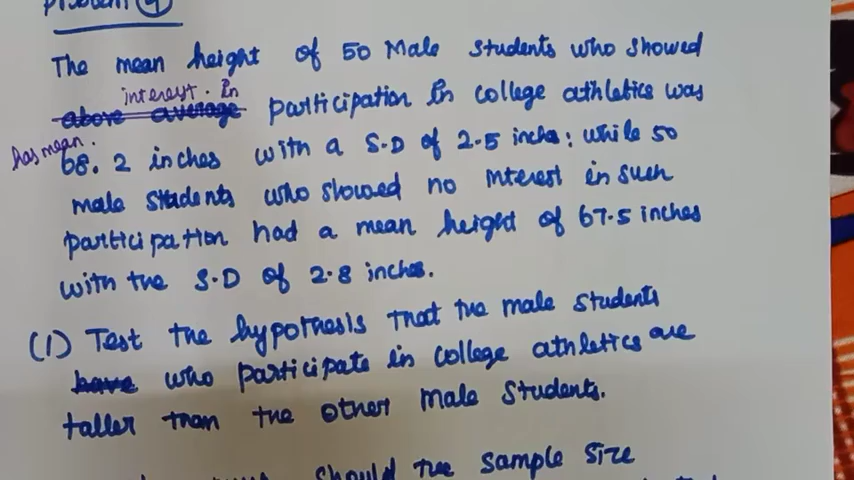 Problem 4
The mean height of 50 Male Students who showed
interest. In
above average participation in college athletics was
has mean.
68.2 inches with a S.D of 2.5 inches; while 50
male students who showed no interest in such
participation had a mean height of 67.5 inches
with the S.D of 2.8 inches.
(1) Test the hypothesis that the male students
have who participate in college athletics are
taller than the other male students.
should the sample size